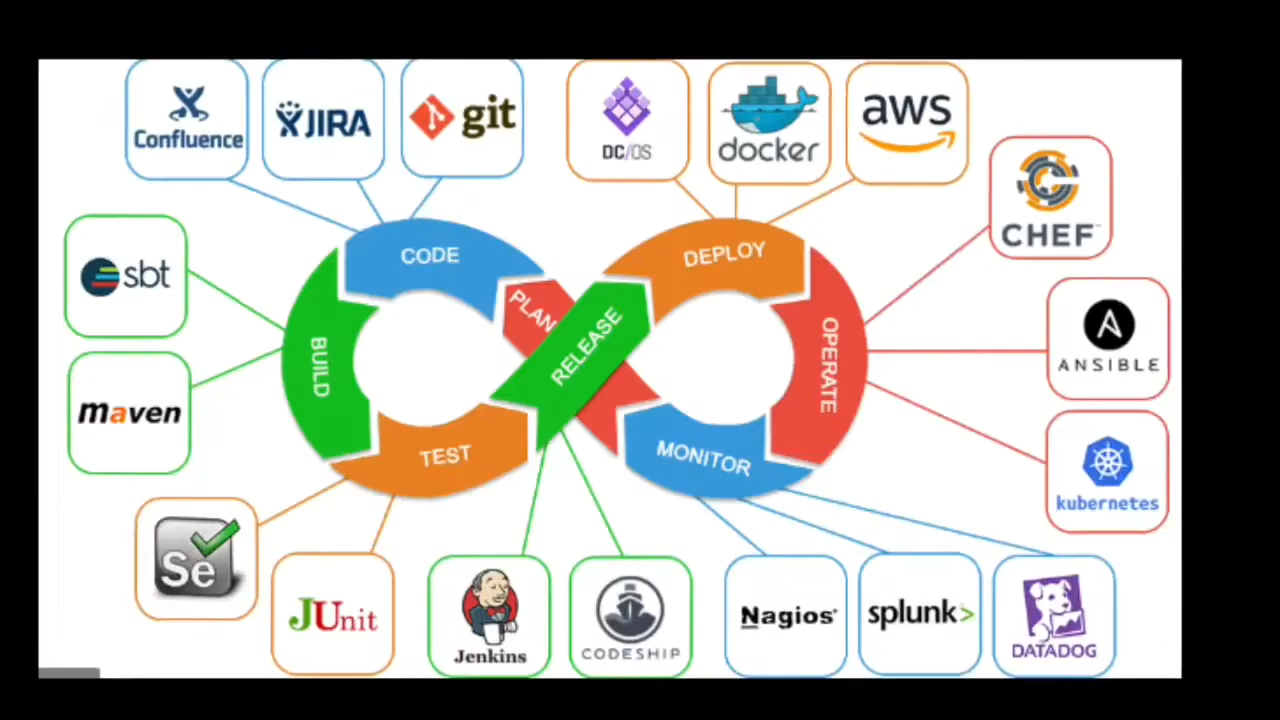 Confluence
JIRA
git
DC/OS
docker
aws
CHEF™
sbt
CODE
DEPLOY
PLAN
RELEASE
BUILD
OPERATE
ANSIBLE
maven
TEST
MONITOR
kubernetes
Se
JUnit
Jenkins
CODESHIP
Nagios®
splunk>
DATADOG